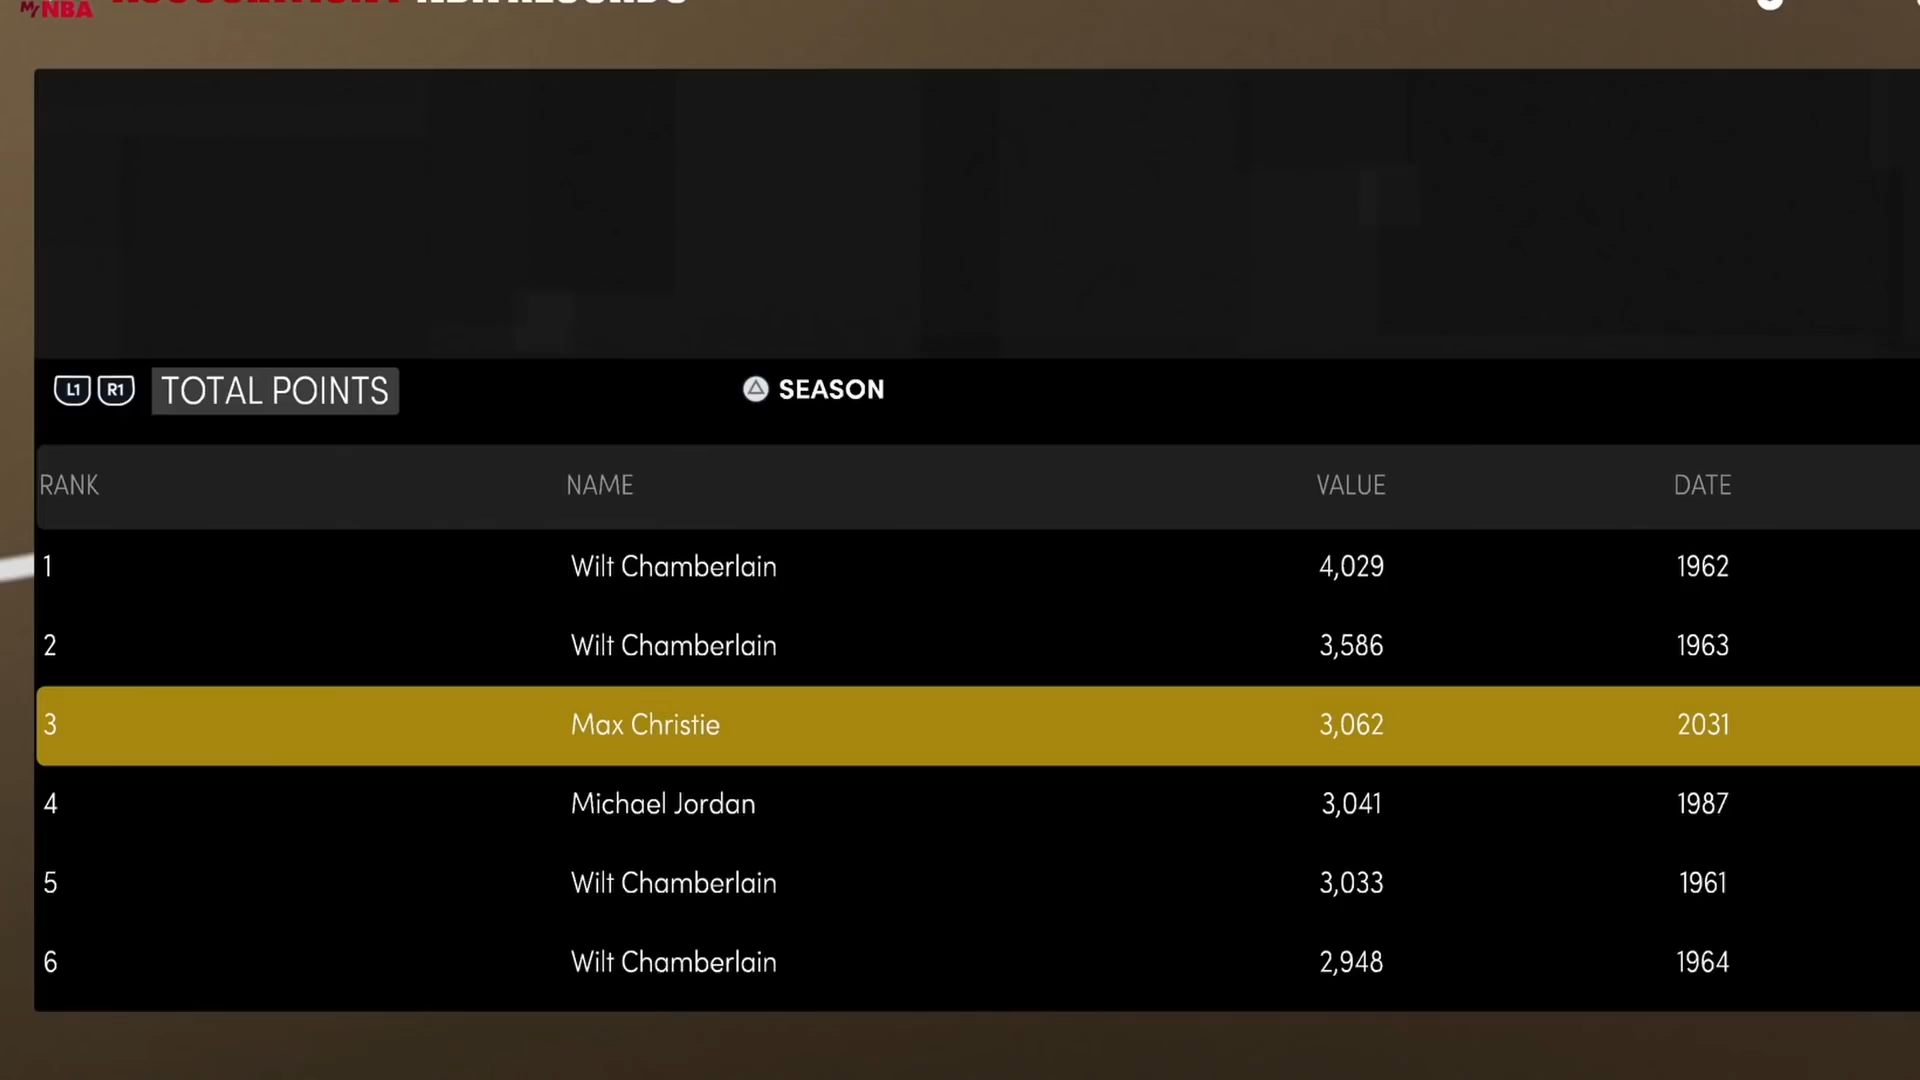 MyNBA NBA RECORDS
L1 R1 TOTAL POINTS SEASON
RANK NAME VALUE DATE
1 Wilt Chamberlain 4,029 1962
2 Wilt Chamberlain 3,586 1963
3 Max Christie 3,062 2031
4 Michael Jordan 3,041 1987
5 Wilt Chamberlain 3,033 1961
6 Wilt Chamberlain 2,948 1964